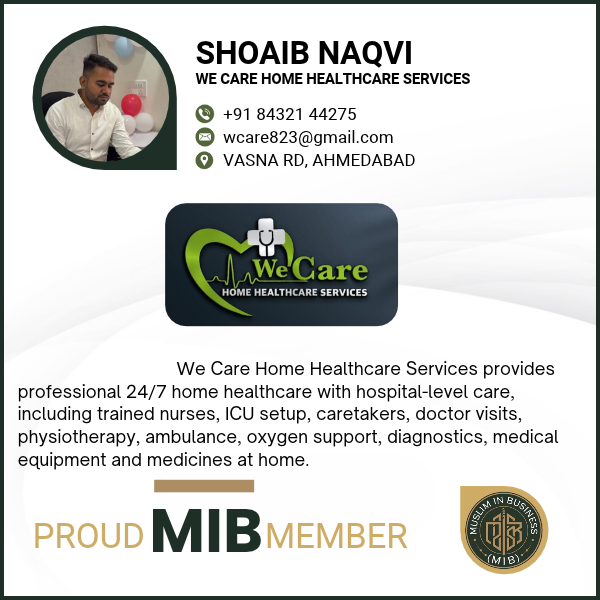 SHOAIB NAQVI
WE CARE HOME HEALTHCARE SERVICES
+91 84321 44275
wcare823@gmail.com
VASNA RD, AHMEDABAD
We Care
HOME HEALTHCARE SERVICES
We Care Home Healthcare Services provides
professional 24/7 home healthcare with hospital-level care,
including trained nurses, ICU setup, caretakers, doctor visits,
physiotherapy, ambulance, oxygen support, diagnostics, medical
equipment and medicines at home.
PROUD MIB MEMBER
MUSLIM IN BUSINESS
(MIB)